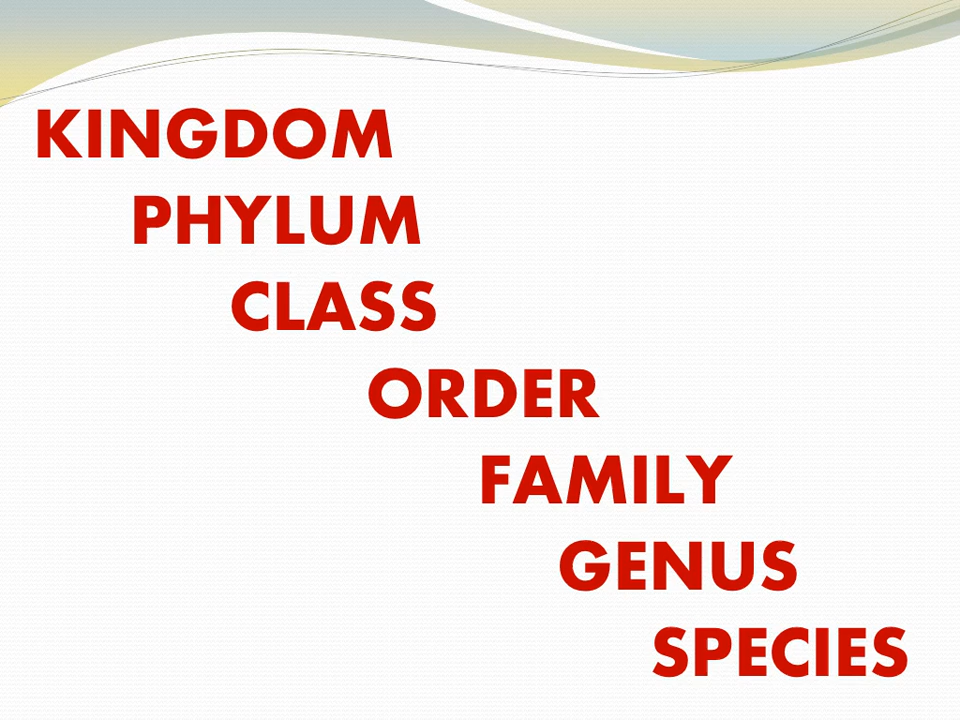 KINGDOM
PHYLUM
CLASS
ORDER
FAMILY
GENUS
SPECIES